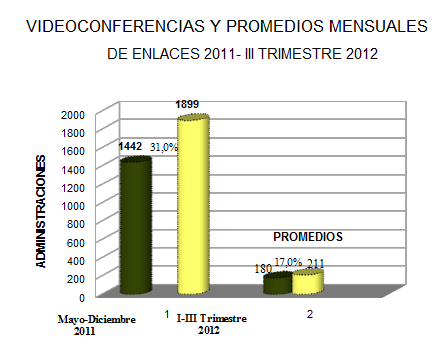 VIDEOCONFERENCIAS Y PROMEDIOS MENSUALES
DE ENLACES 2011- III TRIMESTRE 2012
ADMINISTRACIONES
2000
1800
1600
1400
1200
1000
800
600
400
200
0
1899
1442 31,0%
PROMEDIOS
180 17,0% 211
Mayo-Diciembre
2011
1
I-III Trimestre
2012
2